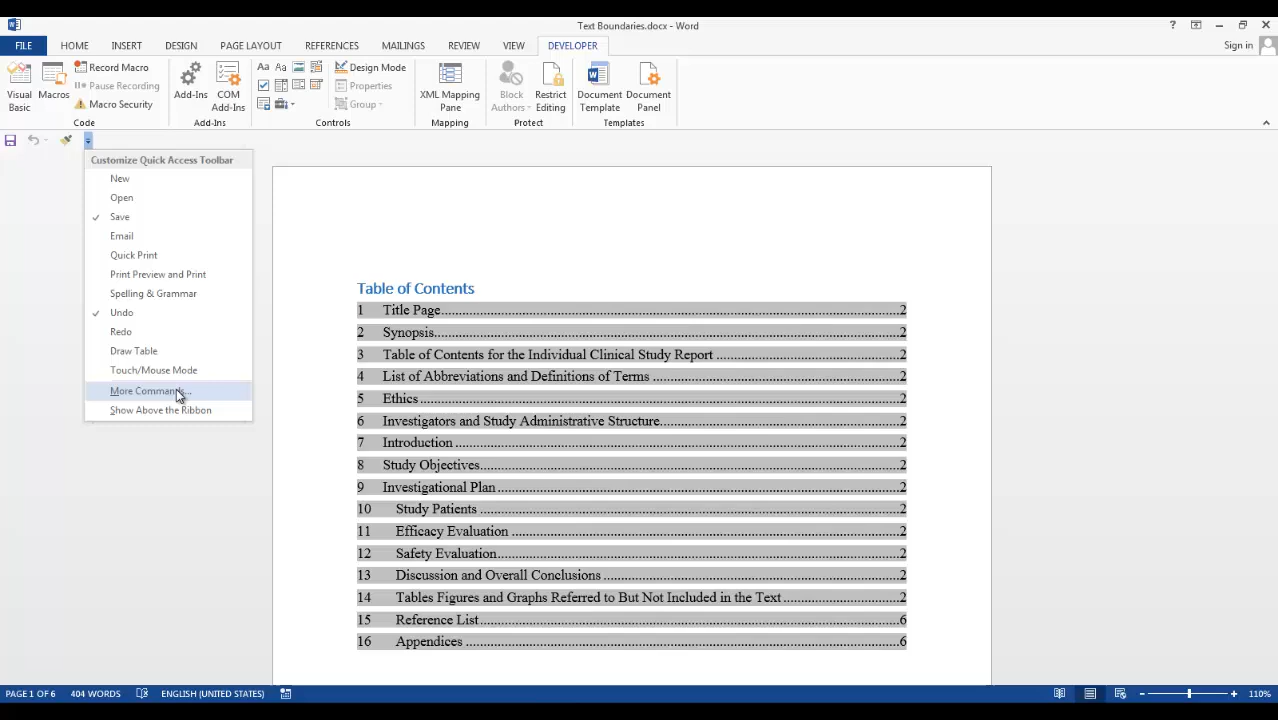 Text Boundaries.docx - Word
?
FILE HOME INSERT DESIGN PAGE LAYOUT REFERENCES MAILINGS REVIEW VIEW DEVELOPER Sign in
Visual Basic
Macros
Record Macro
Pause Recording
Macro Security
Code
Add-Ins
COM Add-Ins
Add-Ins
Aa Aa
Design Mode
Properties
Group
Controls
XML Mapping Pane
Mapping
Block Authors
Restrict Editing
Protect
Document Template
Document Panel
Templates
Customize Quick Access Toolbar
New
Open
Save
Email
Quick Print
Print Preview and Print
Spelling & Grammar
Undo
Redo
Draw Table
Touch/Mouse Mode
More Commands...
Show Above the Ribbon
Table of Contents
1 Title Page 2
2 Synopsis 2
3 Table of Contents for the Individual Clinical Study Report 2
4 List of Abbreviations and Definitions of Terms 2
5 Ethics 2
6 Investigators and Study Administrative Structure 2
7 Introduction 2
8 Study Objectives 2
9 Investigational Plan 2
10 Study Patients 2
11 Efficacy Evaluation 2
12 Safety Evaluation 2
13 Discussion and Overall Conclusions 2
14 Tables Figures and Graphs Referred to But Not Included in the Text 2
15 Reference List 6
16 Appendices 6
PAGE 1 OF 6 404 WORDS ENGLISH (UNITED STATES) 110%